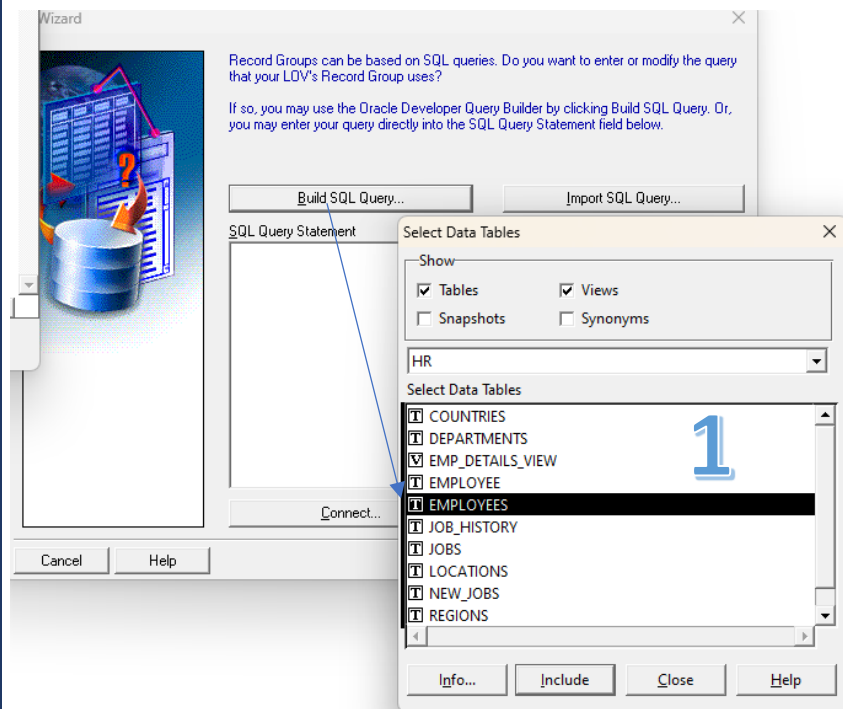 Wizard
Record Groups can be based on SQL queries. Do you want to enter or modify the query
that your LOV's Record Group uses?
If so, you may use the Oracle Developer Query Builder by clicking Build SQL Query. Or,
you may enter your query directly into the SQL Query Statement field below.
Build SQL Query...
Import SQL Query...
SQL Query Statement
Connect...
Cancel
Help
Select Data Tables
Show
Tables
Views
Snapshots
Synonyms
HR
Select Data Tables
T COUNTRIES
T DEPARTMENTS
V EMP_DETAILS_VIEW
T EMPLOYEE
T EMPLOYEES
T JOB_HISTORY
T JOBS
T LOCATIONS
T NEW_JOBS
T REGIONS
1
Info...
Include
Close
Help